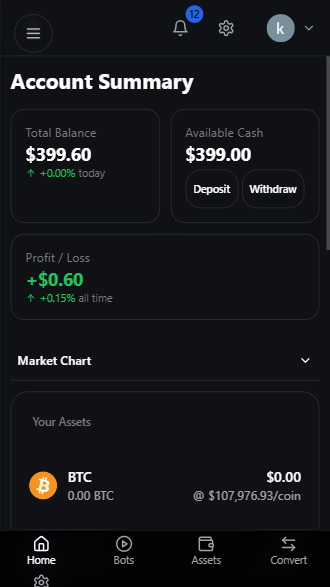 12
k
Account Summary
Total Balance
$399.60
↑ +0.00% today
Available Cash
$399.00
Deposit
Withdraw
Profit / Loss
+$0.60
↑ +0.15% all time
Market Chart
Your Assets
BTC
$0.00
0.00 BTC
@ $107,976.93/coin
Home
Bots
Assets
Convert